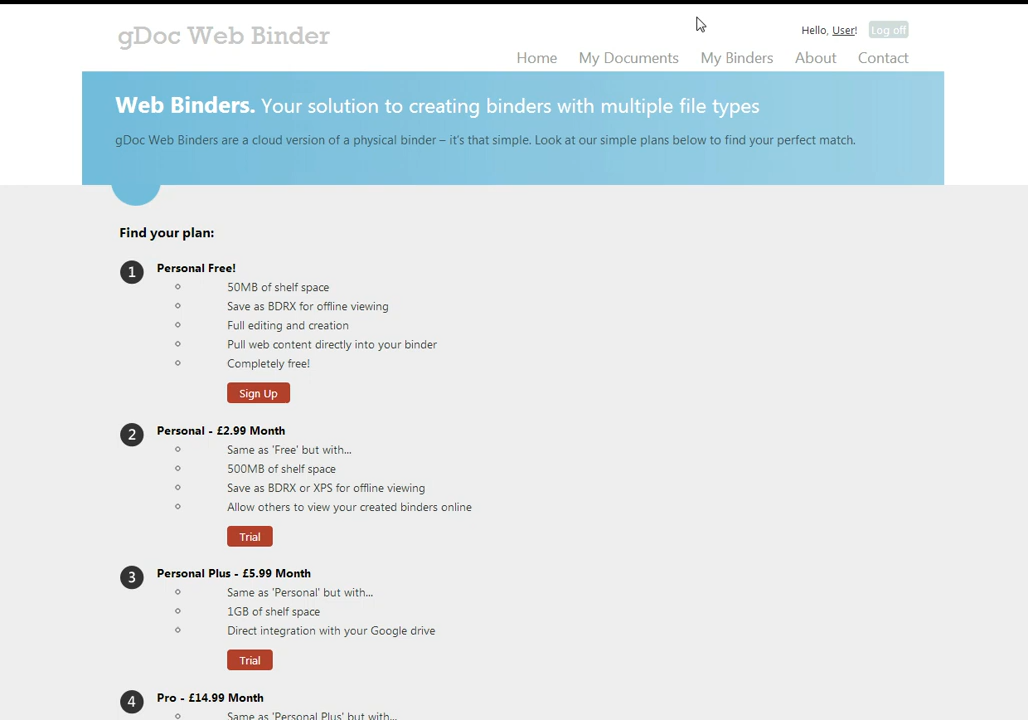 gDoc Web Binder
Hello, User! Log off
Home My Documents My Binders About Contact
Web Binders. Your solution to creating binders with multiple file types
gDoc Web Binders are a cloud version of a physical binder – it's that simple. Look at our simple plans below to find your perfect match.
Find your plan:
1 Personal Free!
50MB of shelf space
Save as BDRX for offline viewing
Full editing and creation
Pull web content directly into your binder
Completely free!
Sign Up
2 Personal - £2.99 Month
Same as 'Free' but with...
500MB of shelf space
Save as BDRX or XPS for offline viewing
Allow others to view your created binders online
Trial
3 Personal Plus - £5.99 Month
Same as 'Personal' but with...
1GB of shelf space
Direct integration with your Google drive
Trial
4 Pro - £14.99 Month
Same as 'Personal Plus' but with...